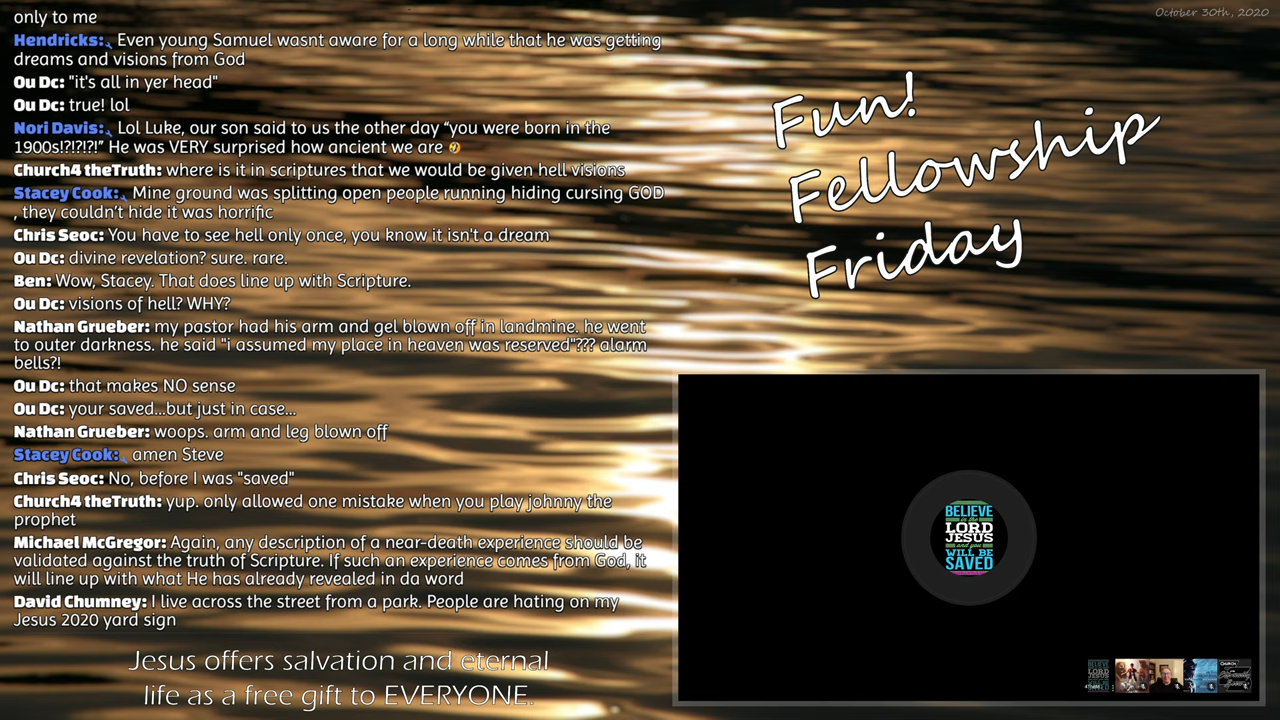 only to me
Hendricks: Even young Samuel wasnt aware for a long while that he was getting
dreams and visions from God
Ou Dc: "it's all in yer head"
Ou Dc: true! lol
Nori Davis: Lol Luke, our son said to us the other day “you were born in the
1900s!?!?!?!” He was VERY surprised how ancient we are 🤣
Church4 theTruth: where is it in scriptures that we would be given hell visions
Stacey Cook: Mine ground was splitting open people running hiding cursing GOD
, they couldn’t hide it was horrific
Chris Seoc: You have to see hell only once, you know it isn't a dream
Ou Dc: divine revelation? sure. rare.
Ben: Wow, Stacey. That does line up with Scripture.
Ou Dc: visions of hell? WHY?
Nathan Grueber: my pastor had his arm and gel blown off in landmine. he went
to outer darkness. he said "i assumed my place in heaven was reserved"??? alarm
bells?!
Ou Dc: that makes NO sense
Ou Dc: your saved...but just in case...
Nathan Grueber: woops. arm and leg blown off
Stacey Cook: amen Steve
Chris Seoc: No, before I was "saved"
Church4 theTruth: yup. only allowed one mistake when you play johnny the
prophet
Michael McGregor: Again, any description of a near-death experience should be
validated against the truth of Scripture. If such an experience comes from God, it
will line up with what He has already revealed in da word
David Chumney: I live across the street from a park. People are hating on my
Jesus 2020 yard sign
Jesus offers salvation and eternal
life as a free gift to EVERYONE.
October 30th, 2020
Fun!
Fellowship
Friday
BELIEVE
in the
LORD
JESUS
and you
WILL BE
SAVED
BELIEVE
LORD
JESUS
SAVED
CHURCH